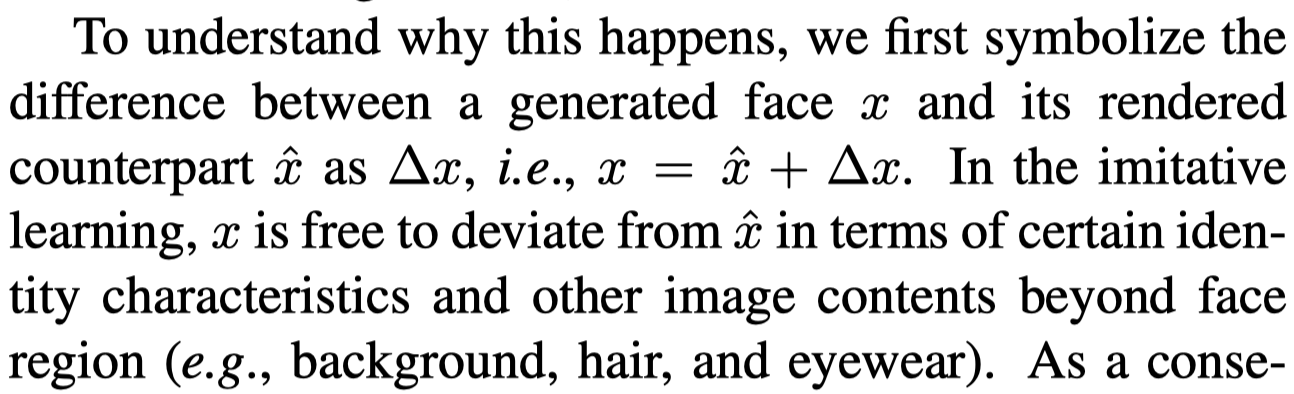 To understand why this happens, we first symbolize the
difference between a generated face x and its rendered
counterpart x̂ as Δx, i.e., x = x̂ + Δx. In the imitative
learning, x is free to deviate from x̂ in terms of certain iden-
tity characteristics and other image contents beyond face
region (e.g., background, hair, and eyewear). As a conse-